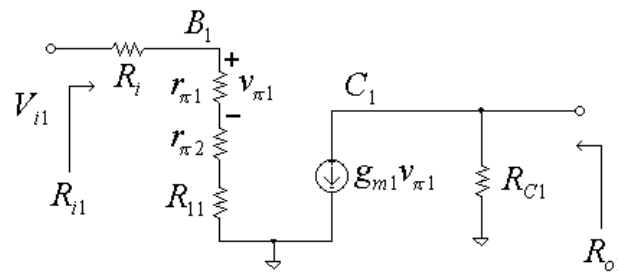 B₁
+
Rᵢ
rπ1
vπ1
C₁
Vi1
−
rπ2
gm1vπ1
RC1
Ri1
R11
Ro